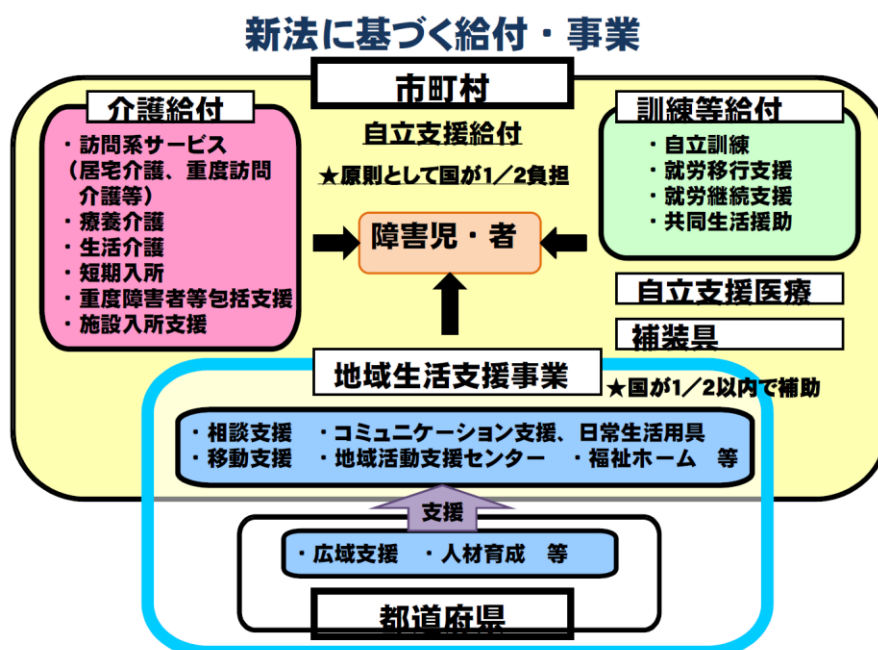 新法に基づく給付・事業
市町村
自立支援給付
★原則として国が1/2負担
介護給付
・訪問系サービス
(居宅介護、重度訪問
介護等)
・療養介護
・生活介護
・短期入所
・重度障害者等包括支援
・施設入所支援
障害児・者
訓練等給付
・自立訓練
・就労移行支援
・就労継続支援
・共同生活援助
自立支援医療
補装具
地域生活支援事業
★国が1/2以内で補助
・相談支援 ・コミュニケーション支援、日常生活用具
・移動支援 ・地域活動支援センター ・福祉ホーム 等
支援
・広域支援 ・人材育成 等
都道府県